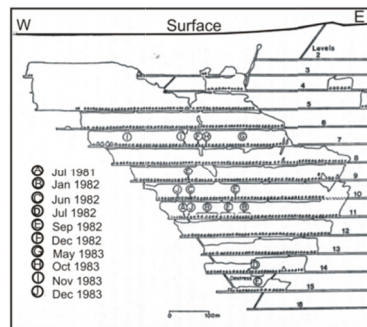 W Surface E
Levels
2
3
4
5
6
7
8
9
10
11
12
13
14
15
16
I F H G
C
J C E
A J B F B
D
Destress
E
A Jul 1981
B Jan 1982
C Jun 1982
D Jul 1982
E Sep 1982
F Dec 1982
G May 1983
H Oct 1983
I Nov 1983
J Dec 1983
0 100m